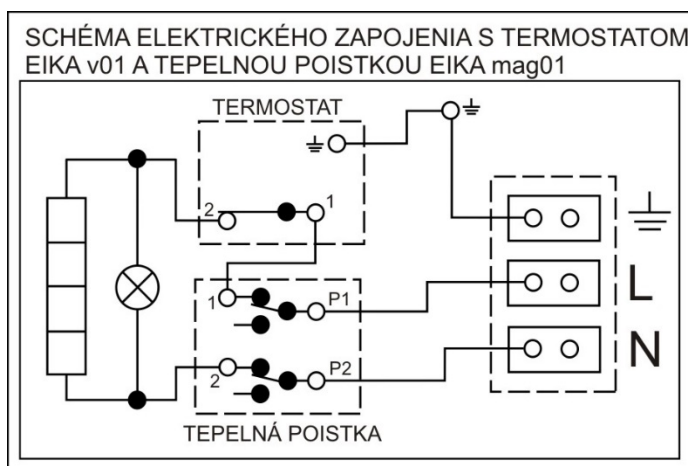 SCHÉMA ELEKTRICKÉHO ZAPOJENIA S TERMOSTATOM
EIKA v01 A TEPELNOU POISTKOU EIKA mag01
TERMOSTAT
2
1
1
P1
L
2
P2
N
TEPELNÁ POISTKA